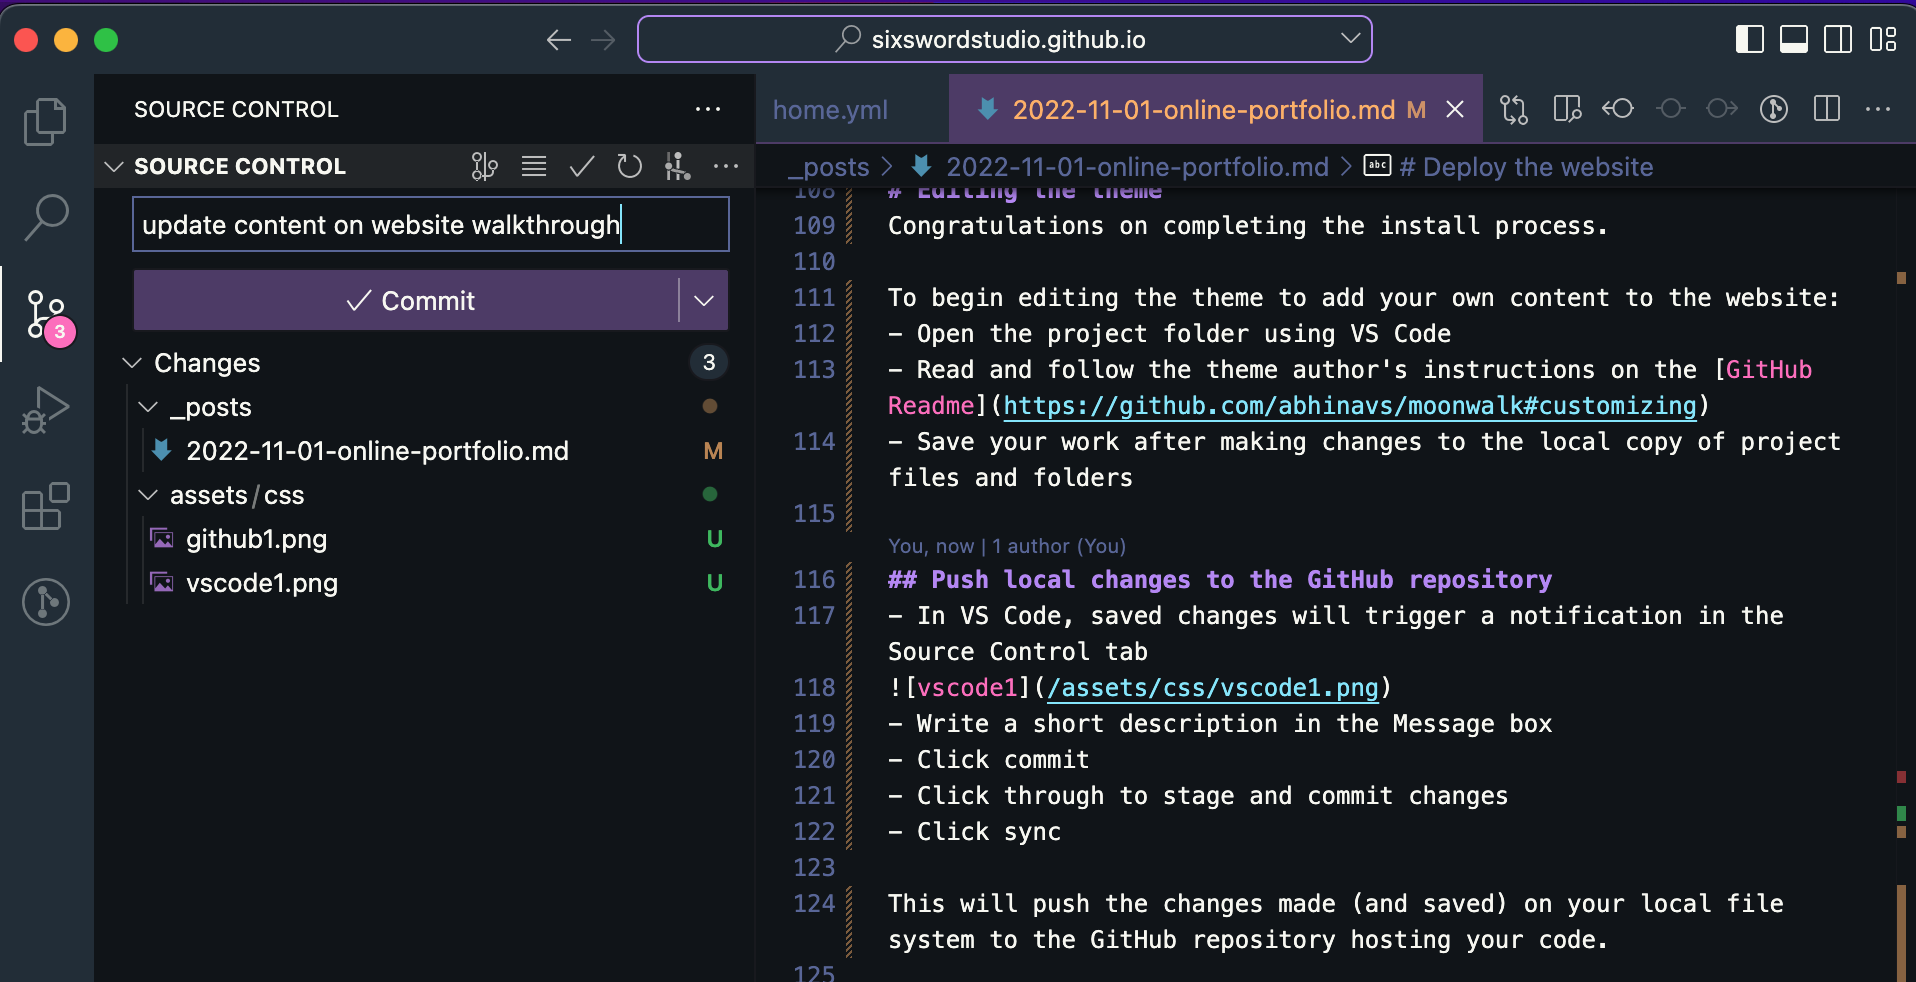 sixswordstudio.github.io
SOURCE CONTROL
SOURCE CONTROL
update content on website walkthrough
Commit
Changes
3
_posts
2022-11-01-online-portfolio.md
M
assets/css
github1.png
U
vscode1.png
U
3
home.yml
2022-11-01-online-portfolio.md M
_posts > 2022-11-01-online-portfolio.md > abc # Deploy the website
108 # Editing the theme
109 Congratulations on completing the install process.
110
111 To begin editing the theme to add your own content to the website:
112 - Open the project folder using VS Code
113 - Read and follow the theme author's instructions on the [GitHub
Readme](https://github.com/abhinavs/moonwalk#customizing)
114 - Save your work after making changes to the local copy of project
files and folders
115
You, now | 1 author (You)
116 ## Push local changes to the GitHub repository
117 - In VS Code, saved changes will trigger a notification in the
Source Control tab
118 ![vscode1](/assets/css/vscode1.png)
119 - Write a short description in the Message box
120 - Click commit
121 - Click through to stage and commit changes
122 - Click sync
123
124 This will push the changes made (and saved) on your local file
system to the GitHub repository hosting your code.
125